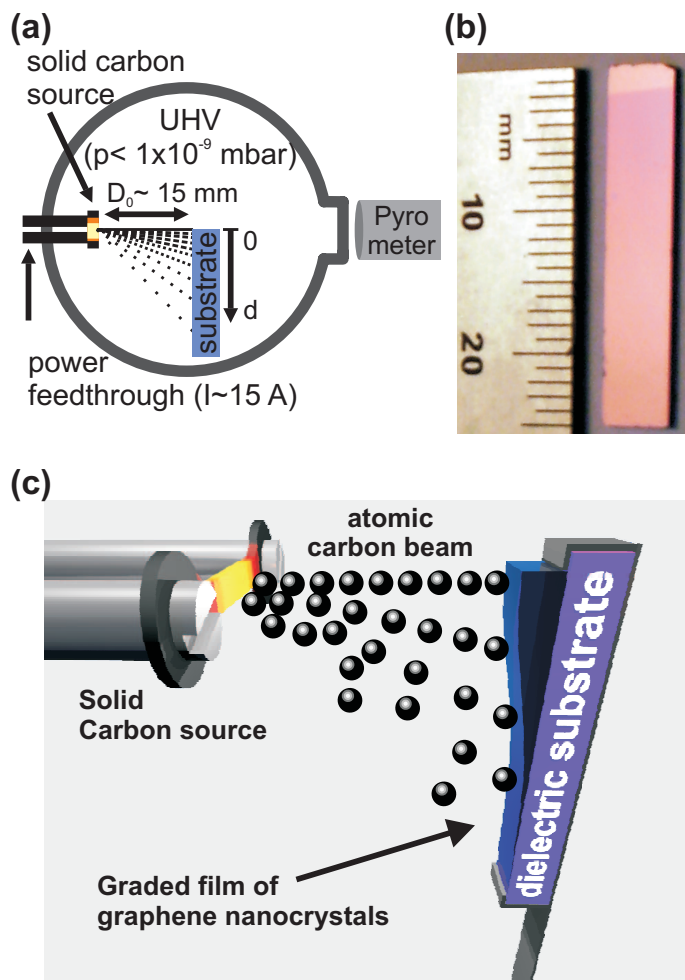 (a)
solid carbon
source
UHV
(p< 1x10⁻⁹ mbar)
D₀~ 15 mm
Pyro
meter
0
substrate
d
power
feedthrough (I~15 A)
(b)
mm
10
20
(c)
atomic
carbon beam
Solid
Carbon source
dielectric substrate
Graded film of
graphene nanocrystals